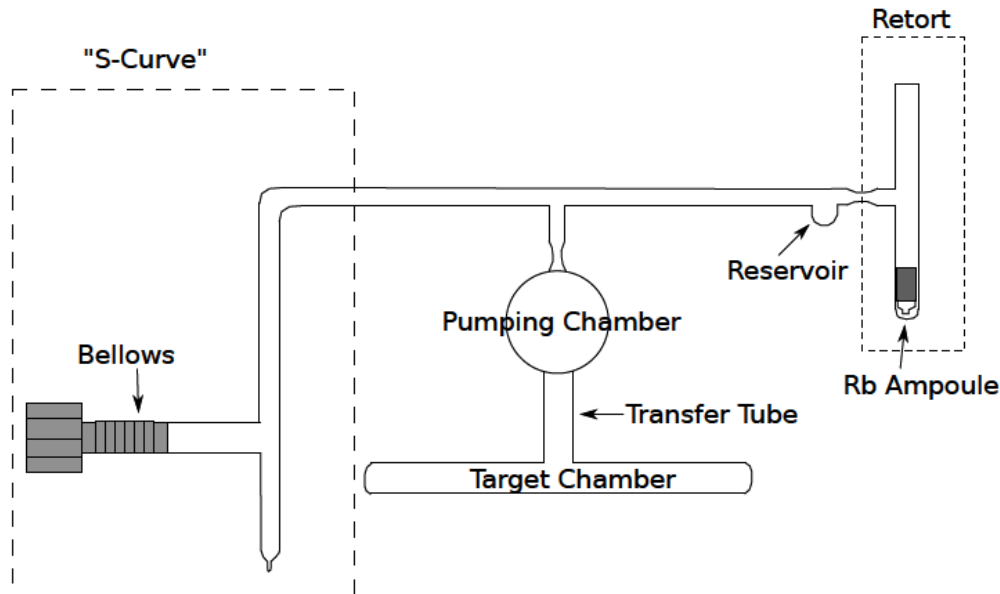 Retort
"S-Curve"
Reservoir
Pumping Chamber
Bellows
Rb Ampoule
Transfer Tube
Target Chamber